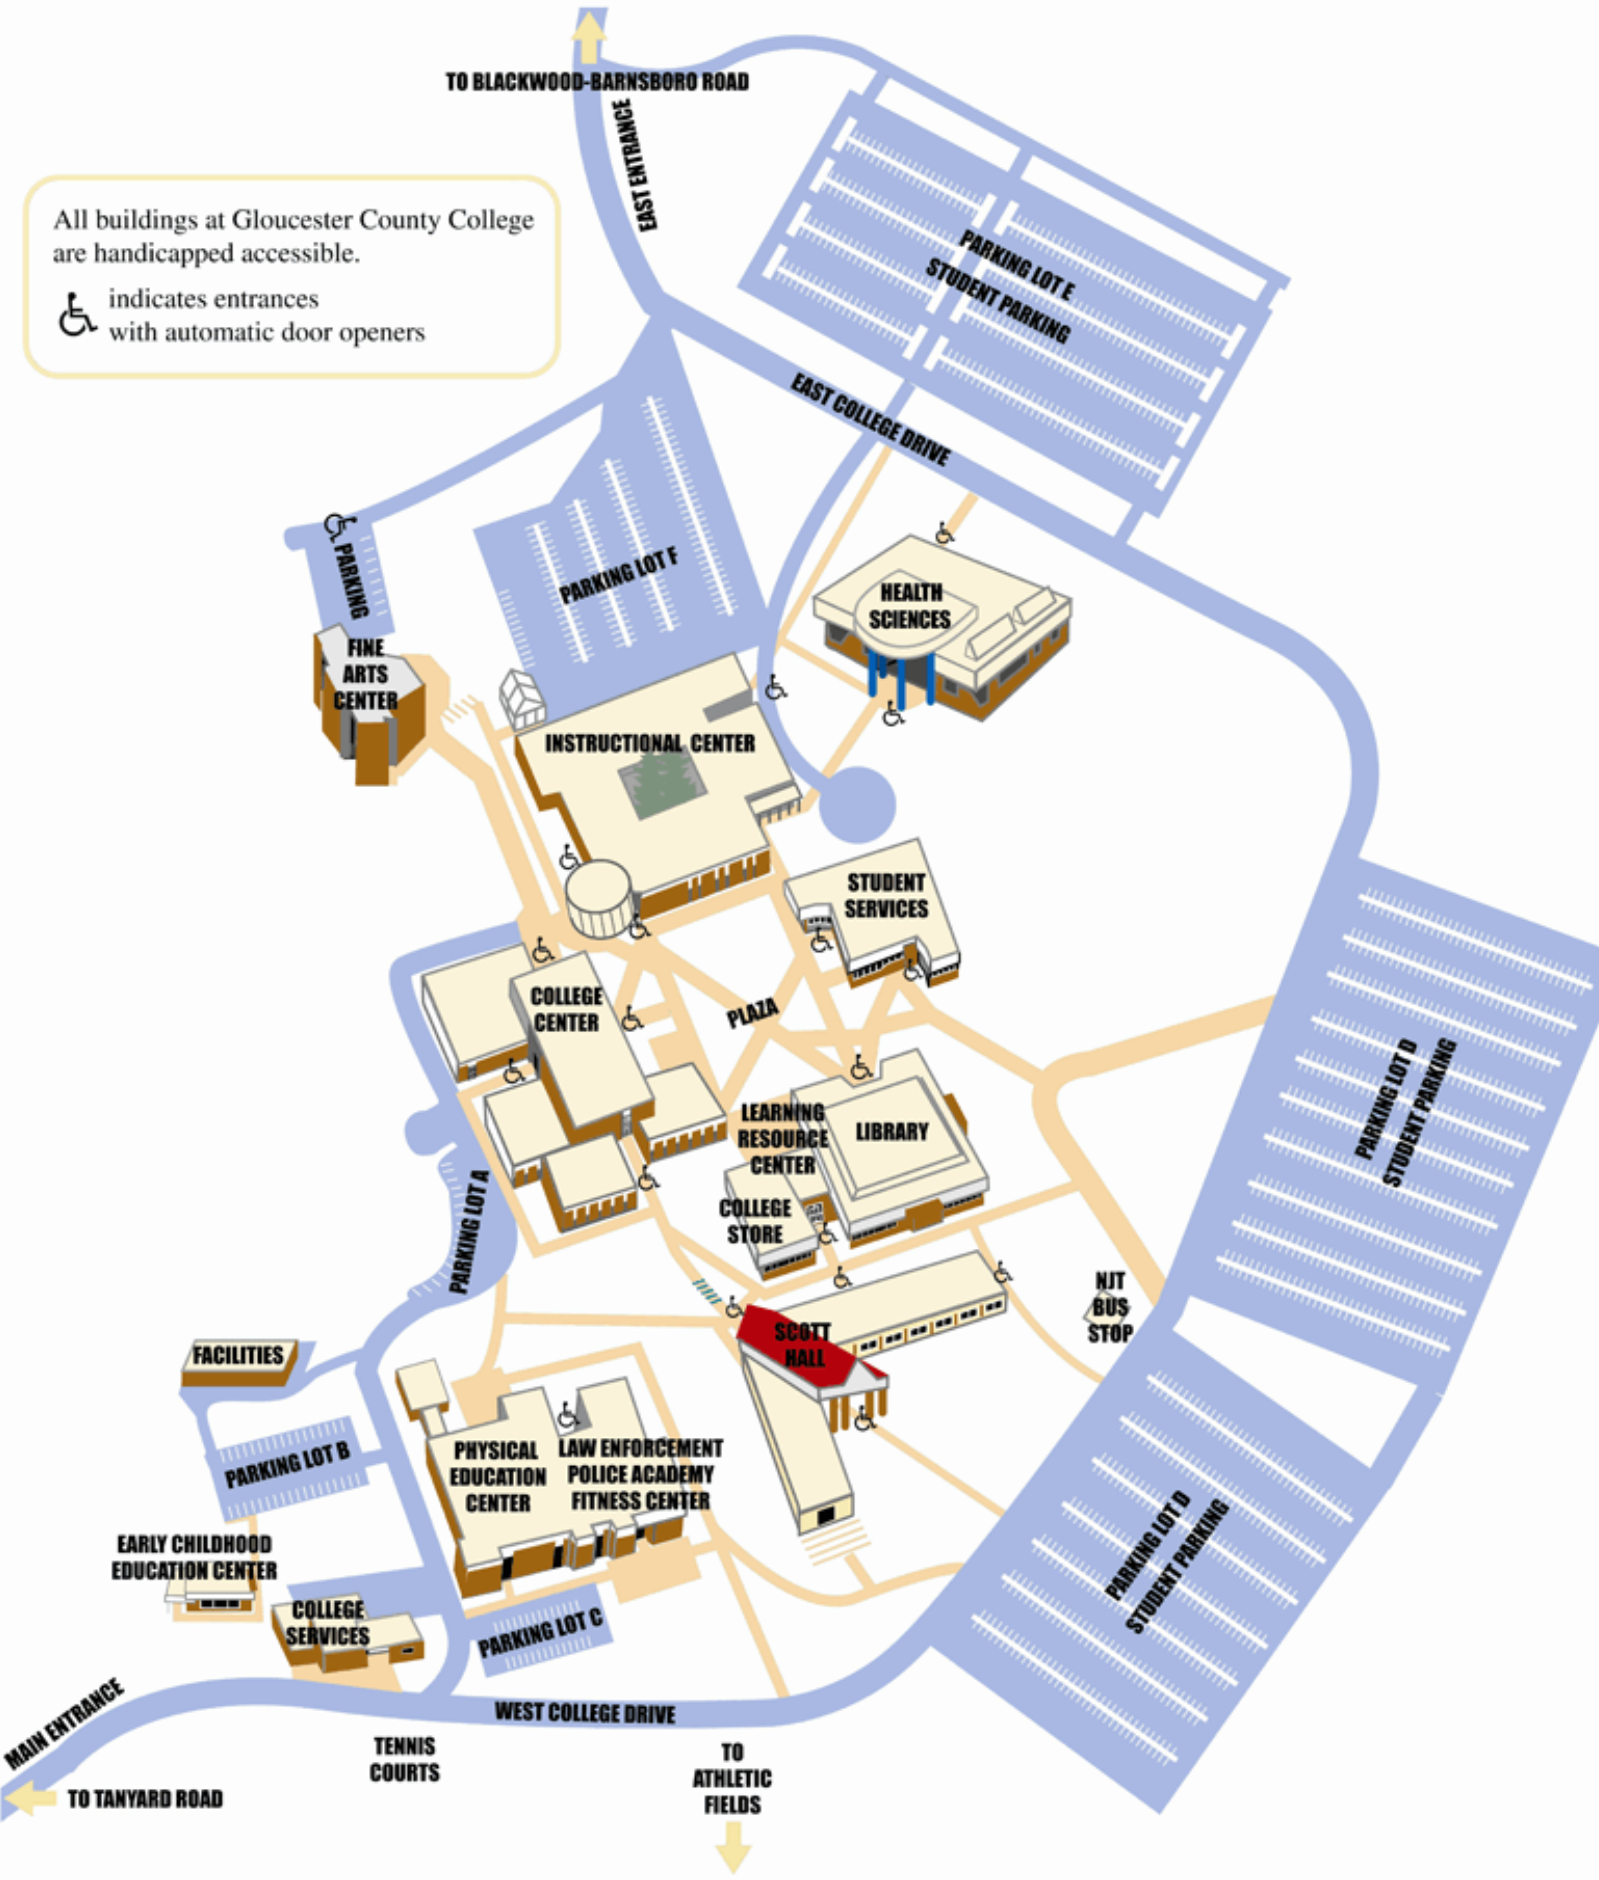 TO BLACKWOOD-BARNSBORO ROAD
EAST ENTRANCE
All buildings at Gloucester County College
are handicapped accessible.
indicates entrances
with automatic door openers
PARKING LOT E
STUDENT PARKING
EAST COLLEGE DRIVE
PARKING
PARKING LOT F
HEALTH
SCIENCES
FINE
ARTS
CENTER
INSTRUCTIONAL CENTER
STUDENT
SERVICES
COLLEGE
CENTER
PLAZA
PARKING LOT D
STUDENT PARKING
LEARNING
RESOURCE
CENTER
LIBRARY
COLLEGE
STORE
PARKING LOT A
NJT
BUS
STOP
SCOTT
HALL
FACILITIES
PARKING LOT B
PHYSICAL
EDUCATION
CENTER
LAW ENFORCEMENT
POLICE ACADEMY
FITNESS CENTER
PARKING LOT D
STUDENT PARKING
EARLY CHILDHOOD
EDUCATION CENTER
COLLEGE
SERVICES
PARKING LOT C
MAIN ENTRANCE
WEST COLLEGE DRIVE
TENNIS
COURTS
TO
ATHLETIC
FIELDS
TO TANYARD ROAD